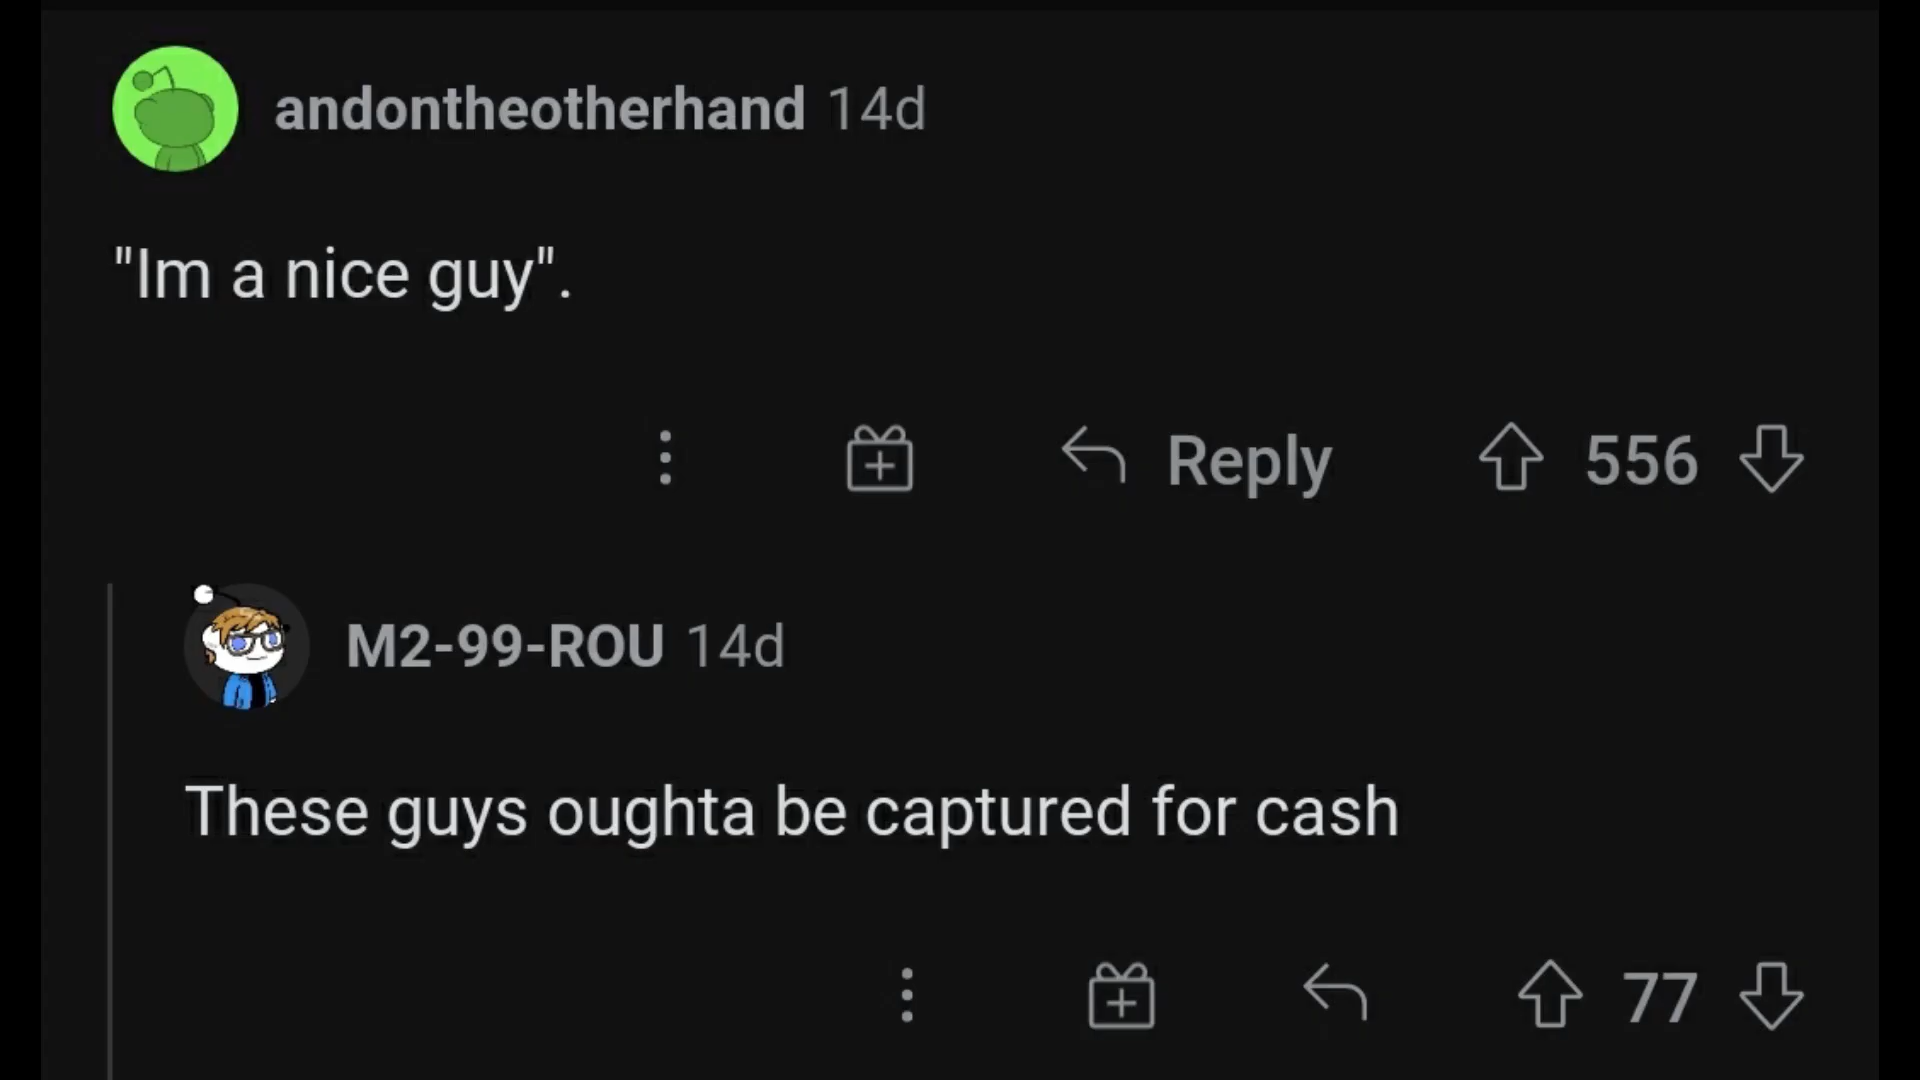 andontheotherhand 14d
"Im a nice guy".
Reply 556
M2-99-ROU 14d
These guys oughta be captured for cash
77